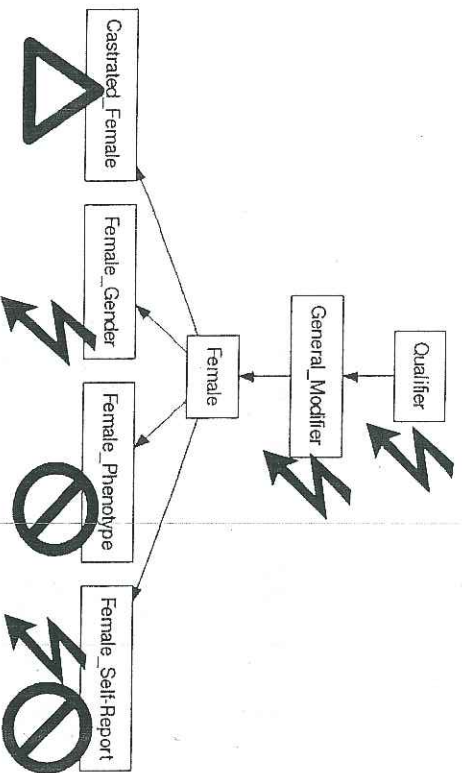 Qualifier
General_Modifier
Female
Castrated_Female
Female_Gender
Female_Phenotype
Female_Self-Report